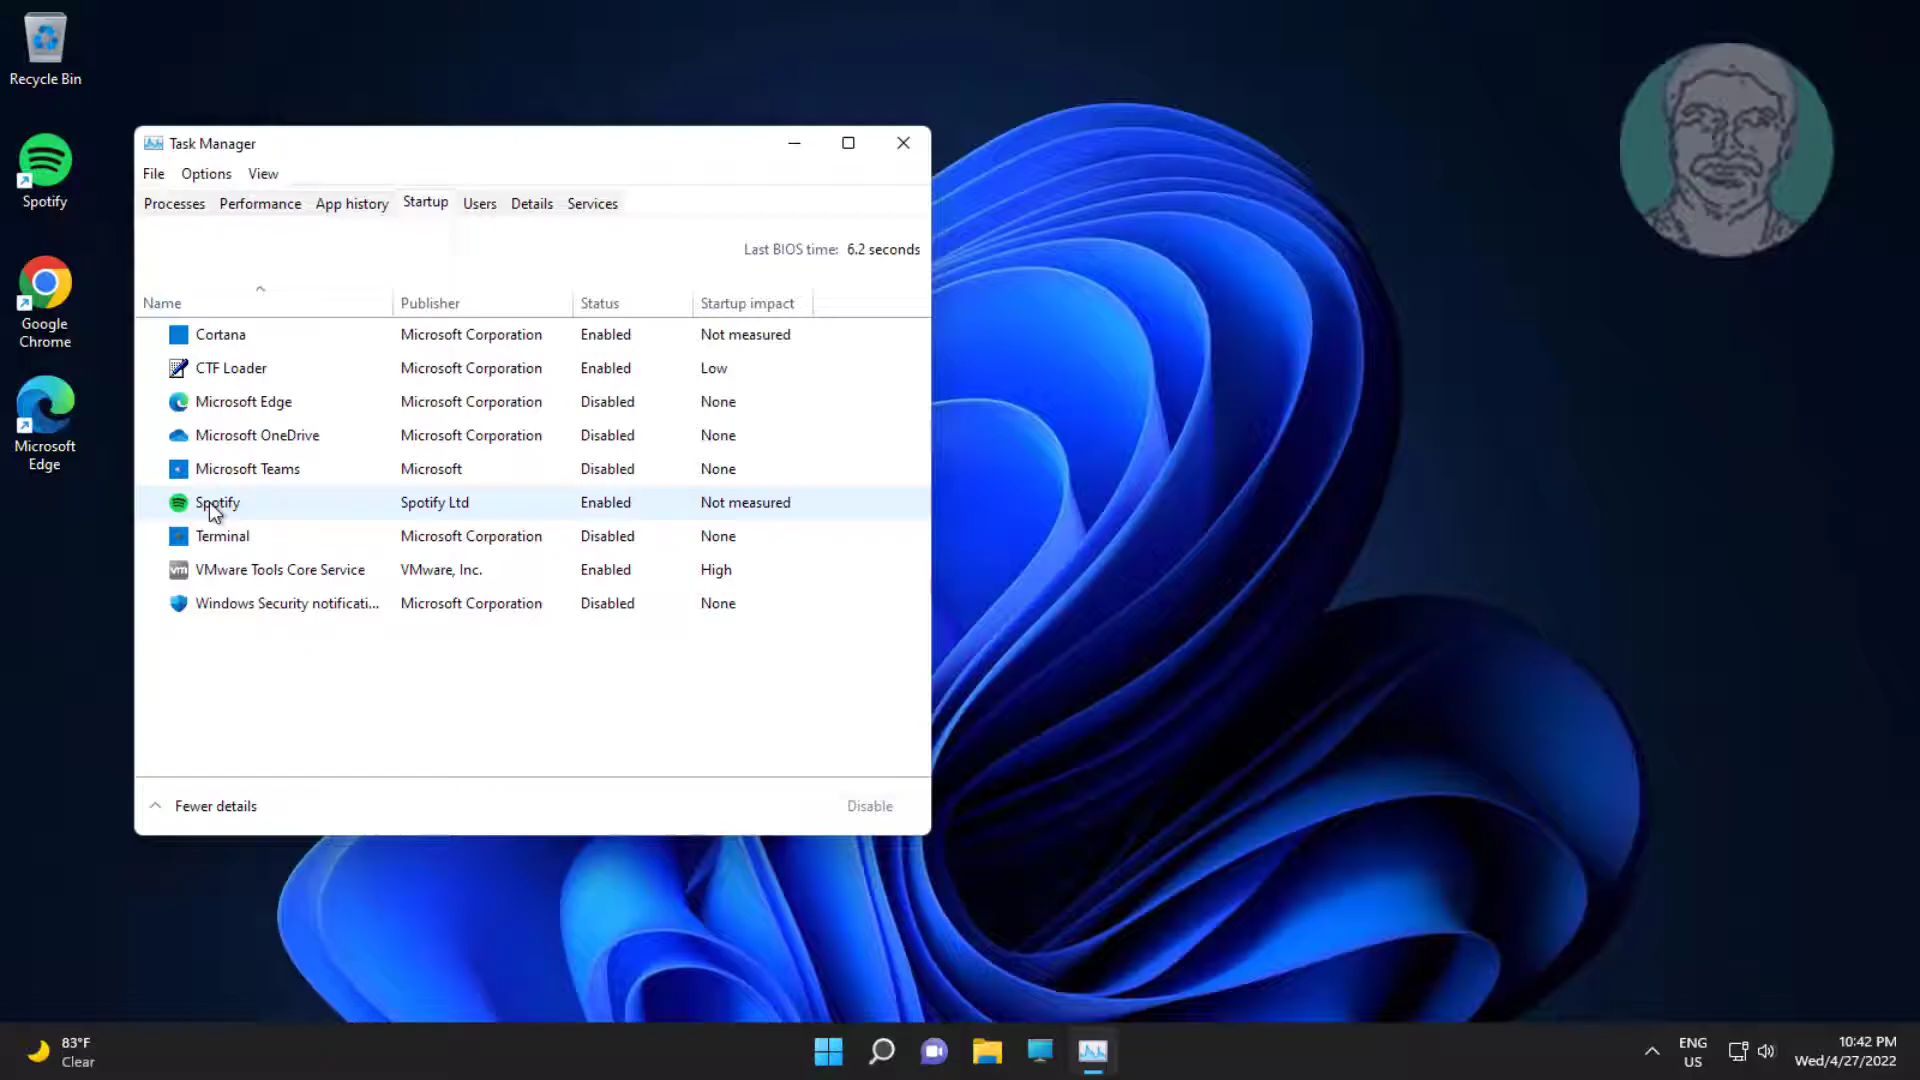 Recycle Bin
Spotify
Google
Chrome
Microsoft
Edge
Task Manager
File Options View
Processes Performance App history Startup Users Details Services
Last BIOS time: 6.2 seconds
Name Publisher Status Startup impact
Cortana Microsoft Corporation Enabled Not measured
CTF Loader Microsoft Corporation Enabled Low
Microsoft Edge Microsoft Corporation Disabled None
Microsoft OneDrive Microsoft Corporation Disabled None
Microsoft Teams Microsoft Disabled None
Spotify Spotify Ltd Enabled Not measured
Terminal Microsoft Corporation Disabled None
vm VMware Tools Core Service VMware, Inc. Enabled High
Windows Security notificati... Microsoft Corporation Disabled None
Fewer details Disable
83°F
Clear
ENG
US
10:42 PM
Wed/4/27/2022